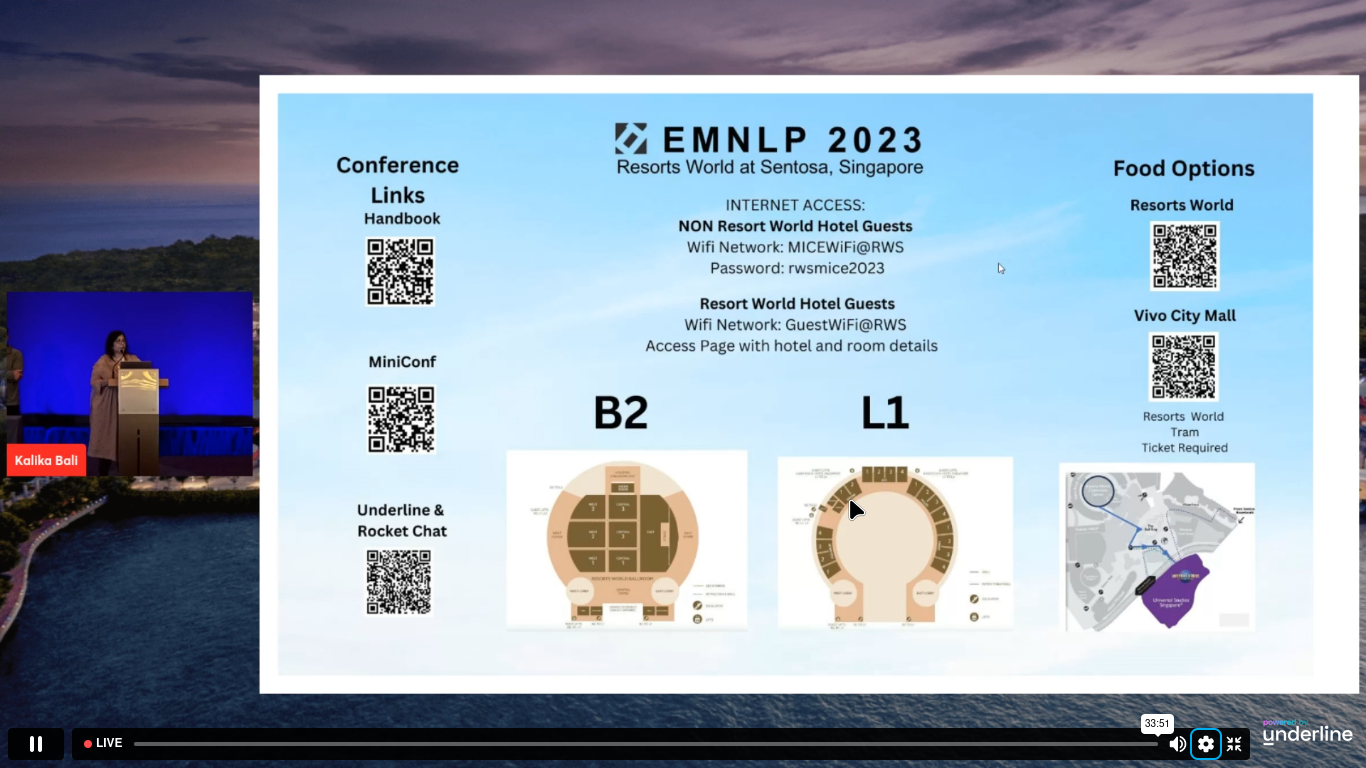 EMNLP 2023
Resorts World at Sentosa, Singapore
Conference
Links
Handbook
MiniConf
Underline &
Rocket Chat
INTERNET ACCESS:
NON Resort World Hotel Guests
Wifi Network: MICEWiFi@RWS
Password: rwsmice2023
Resort World Hotel Guests
Wifi Network: GuestWiFi@RWS
Access Page with hotel and room details
B2
L1
RESORTS WORLD BALLROOM
Food Options
Resorts World
Vivo City Mall
Resorts World
Tram
Ticket Required
Universal Studios
Singapore
Kalika Bali
33:51
LIVE
powered by
underline